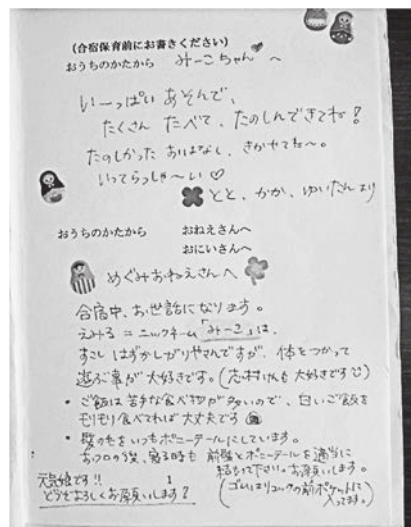 (合宿保育前にお書きください)
おうちのかたから みーこちゃん へ
いーっぱい あそんで、
たくさん たべて、たのしんできてね!
たのしかった おはなし、きかせてね〜。
いってらっしゃ〜い♡
とと、かか、ゆいたんより
おうちのかたから おねえさんへ
おにいさんへ
めぐみおねえさんへ
合宿中、お世話になります。
えみる=ニックネーム「みーこ」は、
すこし はずかしがりやさんですが、体をつかって
遊ぶ事が大好きです。(志村けんも大好きです)
・ご飯は苦手な食べ物が多いので、白いご飯を
モリモリ食べてれば大丈夫です
・髪の毛をいつもポニーテールにしています。
おフロの後、寝る時も 前髪とポニーテールを適当に
結もって下さい。お願いします。
(ゴムはリュックの前ポケットに
入ってます。)
元気娘です!!
どうぞよろしくお願いします!
1